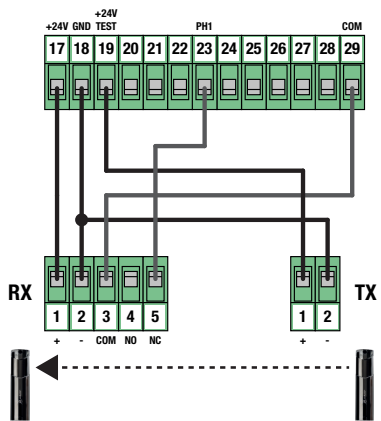 +24V
+24V GND TEST PH1 COM
17 18 19 20 21 22 23 24 25 26 27 28 29
RX TX
1 2 3 4 5 1 2
+ - COM NO NC + -